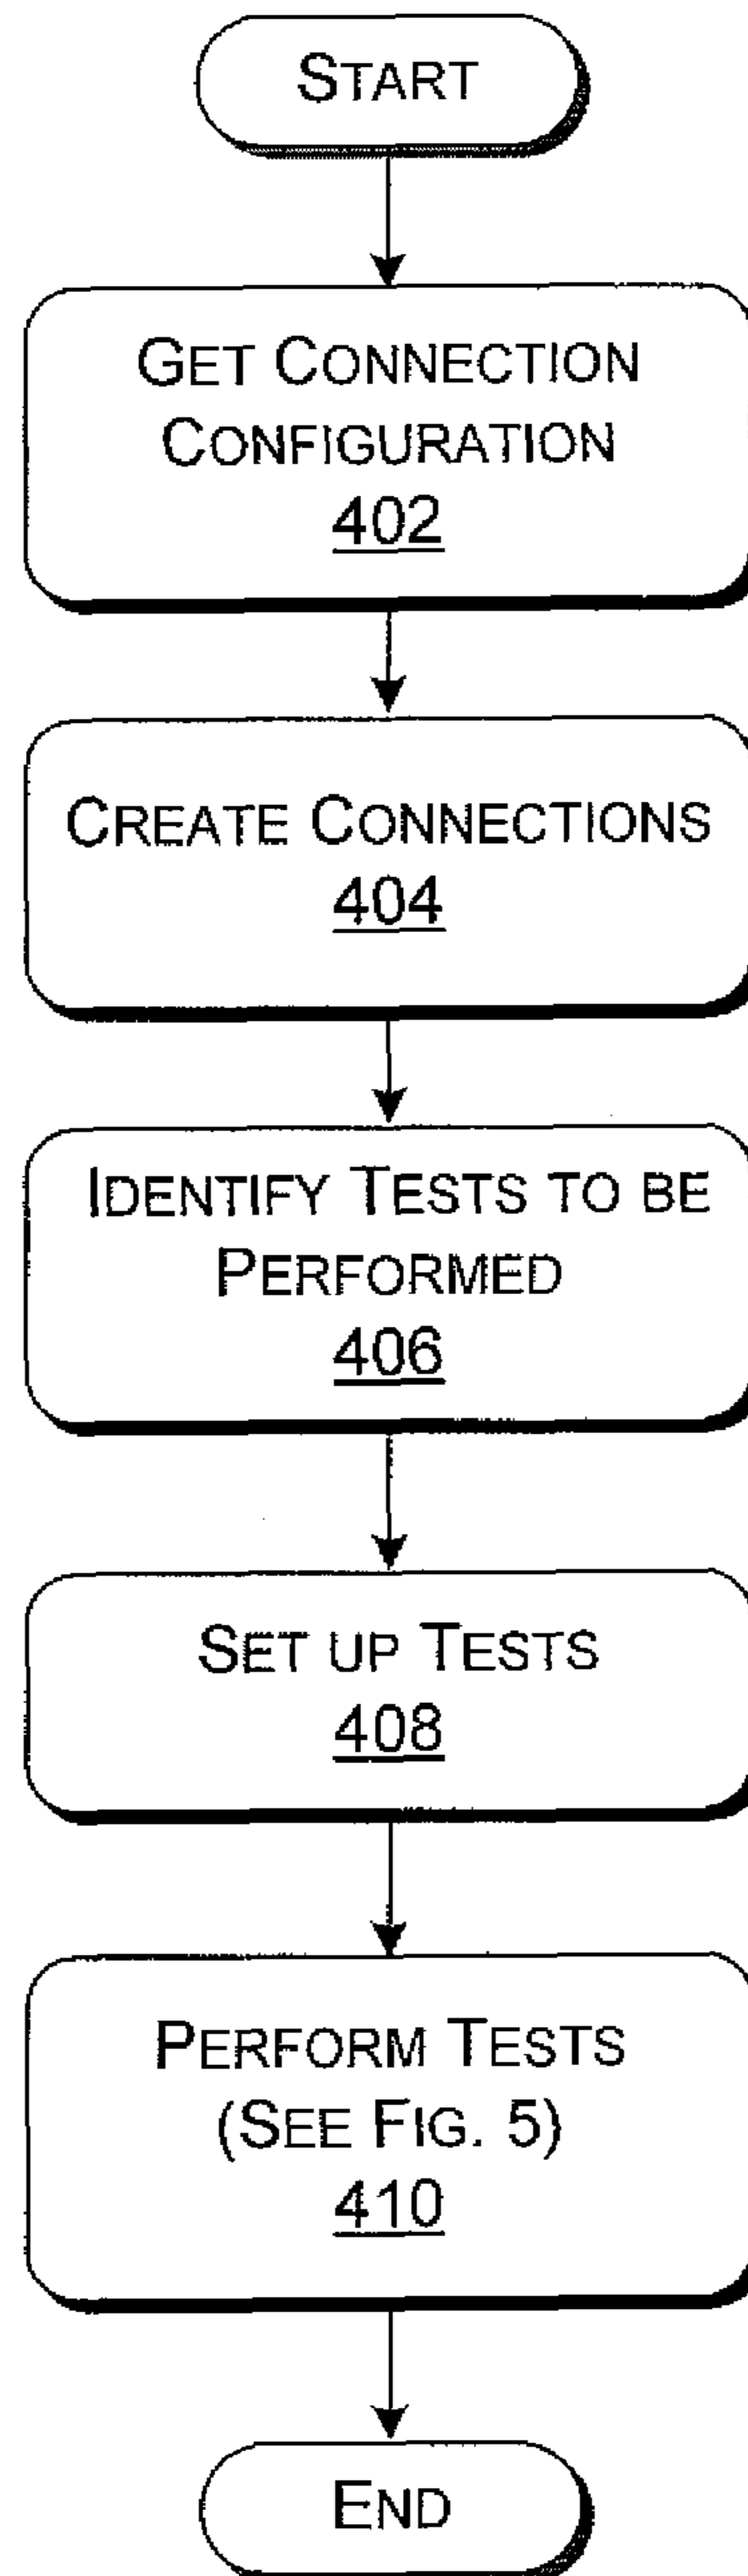 START
GET CONNECTION
CONFIGURATION
402
CREATE CONNECTIONS
404
IDENTIFY TESTS TO BE
PERFORMED
406
SET UP TESTS
408
PERFORM TESTS
(SEE FIG. 5)
410
END